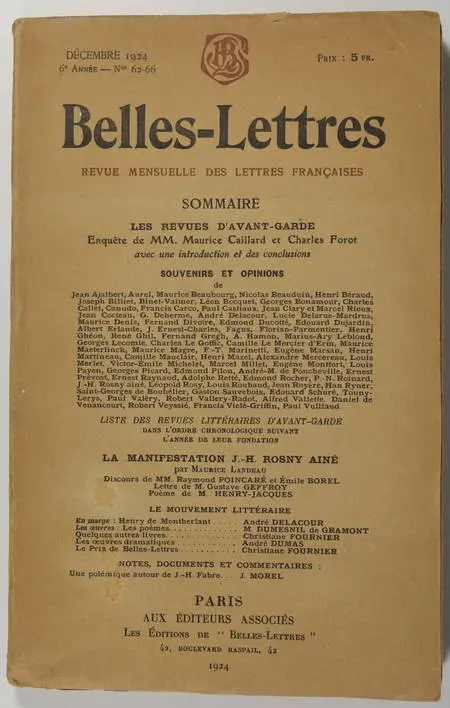 DÉCEMBRE 1924
6e ANNÉE — Nos 62-66
PRIX : 5 FR.
Belles-Lettres
REVUE MENSUELLE DES LETTRES FRANÇAISES
SOMMAIRE
LES REVUES D'AVANT-GARDE
Enquête de MM. Maurice Caillard et Charles Forot
avec une introduction et des conclusions
SOUVENIRS ET OPINIONS
de
Jean Ajalbert, Aurel, Maurice Beaubourg, Nicolas Beauduin, Henri Béraud,
Joseph Billiet, Binet-Valmer, Léon Bocquet, Georges Bonnamour, Charles
Callet, Canudo, Francis Carco, Paul Castiaux, Jean Clary et Marcel Rieux,
Jean Cocteau, G. Deherme, André Delacour, Lucie Delarue-Mardrus,
Maurice Denis, Fernand Divoire, Edmond Ducoté, Edouard Dujardin,
Albert Erlande, J. Ernest-Charles, Fagus, Florian-Parmentier, Henri
Ghéon, René Ghil, Fernand Gregh, A. Hamon, Marius-Ary Leblond,
Georges Lecomte, Charles Le Goffic, Camille Le Mercier d'Erm, Maurice
Maeterlinck, Maurice Magre, F.-T. Marinetti, Eugène Marsan, Henri
Martineau, Camille Mauclair, Henri Mazel, Alexandre Mercereau, Louis
Merlet, Victor-Émile Michelet, Marcel Millet, Eugène Montfort, Louis
Payen, Georges Picard, Edmond Pilon, André-M. de Poncheville, Ernest
Prévost, Ernest Raynaud, Adolphe Retté, Edmond Rocher, P.-N. Roinard,
J.-H. Rosny aîné, Léopold Rosy, Louis Rouhaud, Jean Royère, Han Ryner,
Saint-Georges de Bouhélier, Gaston Sauvebois, Edouard Schuré, Touny-
Lerys, Paul Valéry, Robert Vallery-Radot, Alfred Vallette, Daniel de
Venancourt, Robert Veyssié, Francis Vielé-Griffin, Paul Vulliaud
LISTE DES REVUES LITTÉRAIRES D'AVANT-GARDE
DANS L'ORDRE CHRONOLOGIQUE SUIVANT
L'ANNÉE DE LEUR FONDATION
LA MANIFESTATION J.-H. ROSNY AINÉ
par MAURICE LANDEAU
Discours de MM. Raymond POINCARÉ et Émile BOREL
Lettre de M. Gustave GEFFROY
Poème de M. HENRY-JACQUES
LE MOUVEMENT LITTÉRAIRE
En marge : Henry de Montherlant .... André DELACOUR
Les œuvres : Les poèmes .......... M. DUMESNIL de GRAMONT
Quelques autres livres .......... Christiane FOURNIER
Les œuvres dramatiques .......... André DUMAS
Le Prix de Belles-Lettres .......... Christiane FOURNIER
NOTES, DOCUMENTS ET COMMENTAIRES :
Une polémique autour de J.-H. Fabre... J. MOREL
PARIS
AUX ÉDITEURS ASSOCIÉS
LES ÉDITIONS DE " BELLES-LETTRES "
42, BOULEVARD RASPAIL, 42
1924